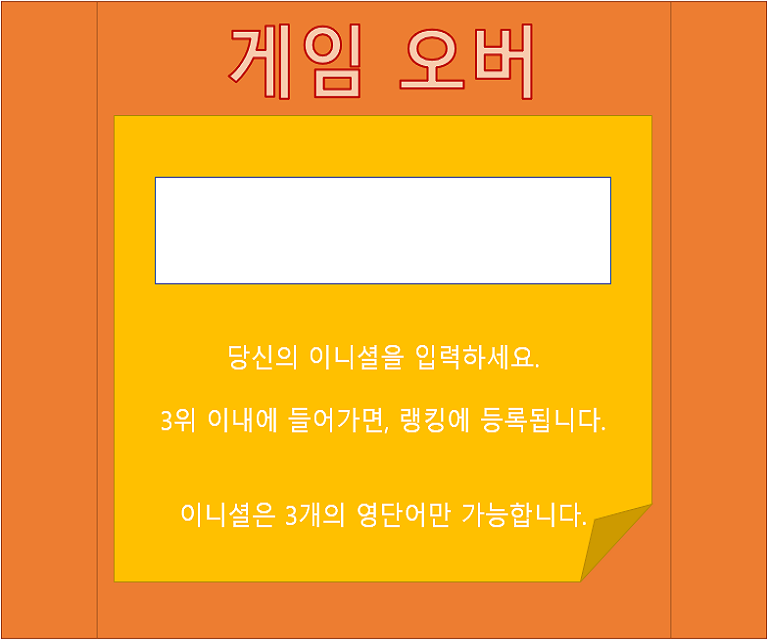 게임 오버
당신의 이니셜을 입력하세요.
3위 이내에 들어가면, 랭킹에 등록됩니다.
이니셜은 3개의 영단어만 가능합니다.